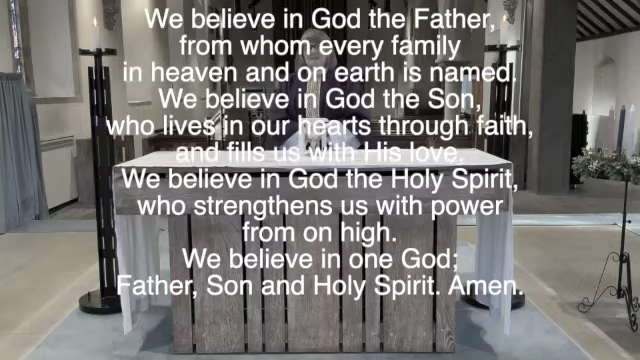 We believe in God the Father,
from whom every family
in heaven and on earth is named.
We believe in God the Son,
who lives in our hearts through faith,
and fills us with His love.
We believe in God the Holy Spirit,
who strengthens us with power
from on high.
We believe in one God;
Father, Son and Holy Spirit. Amen.